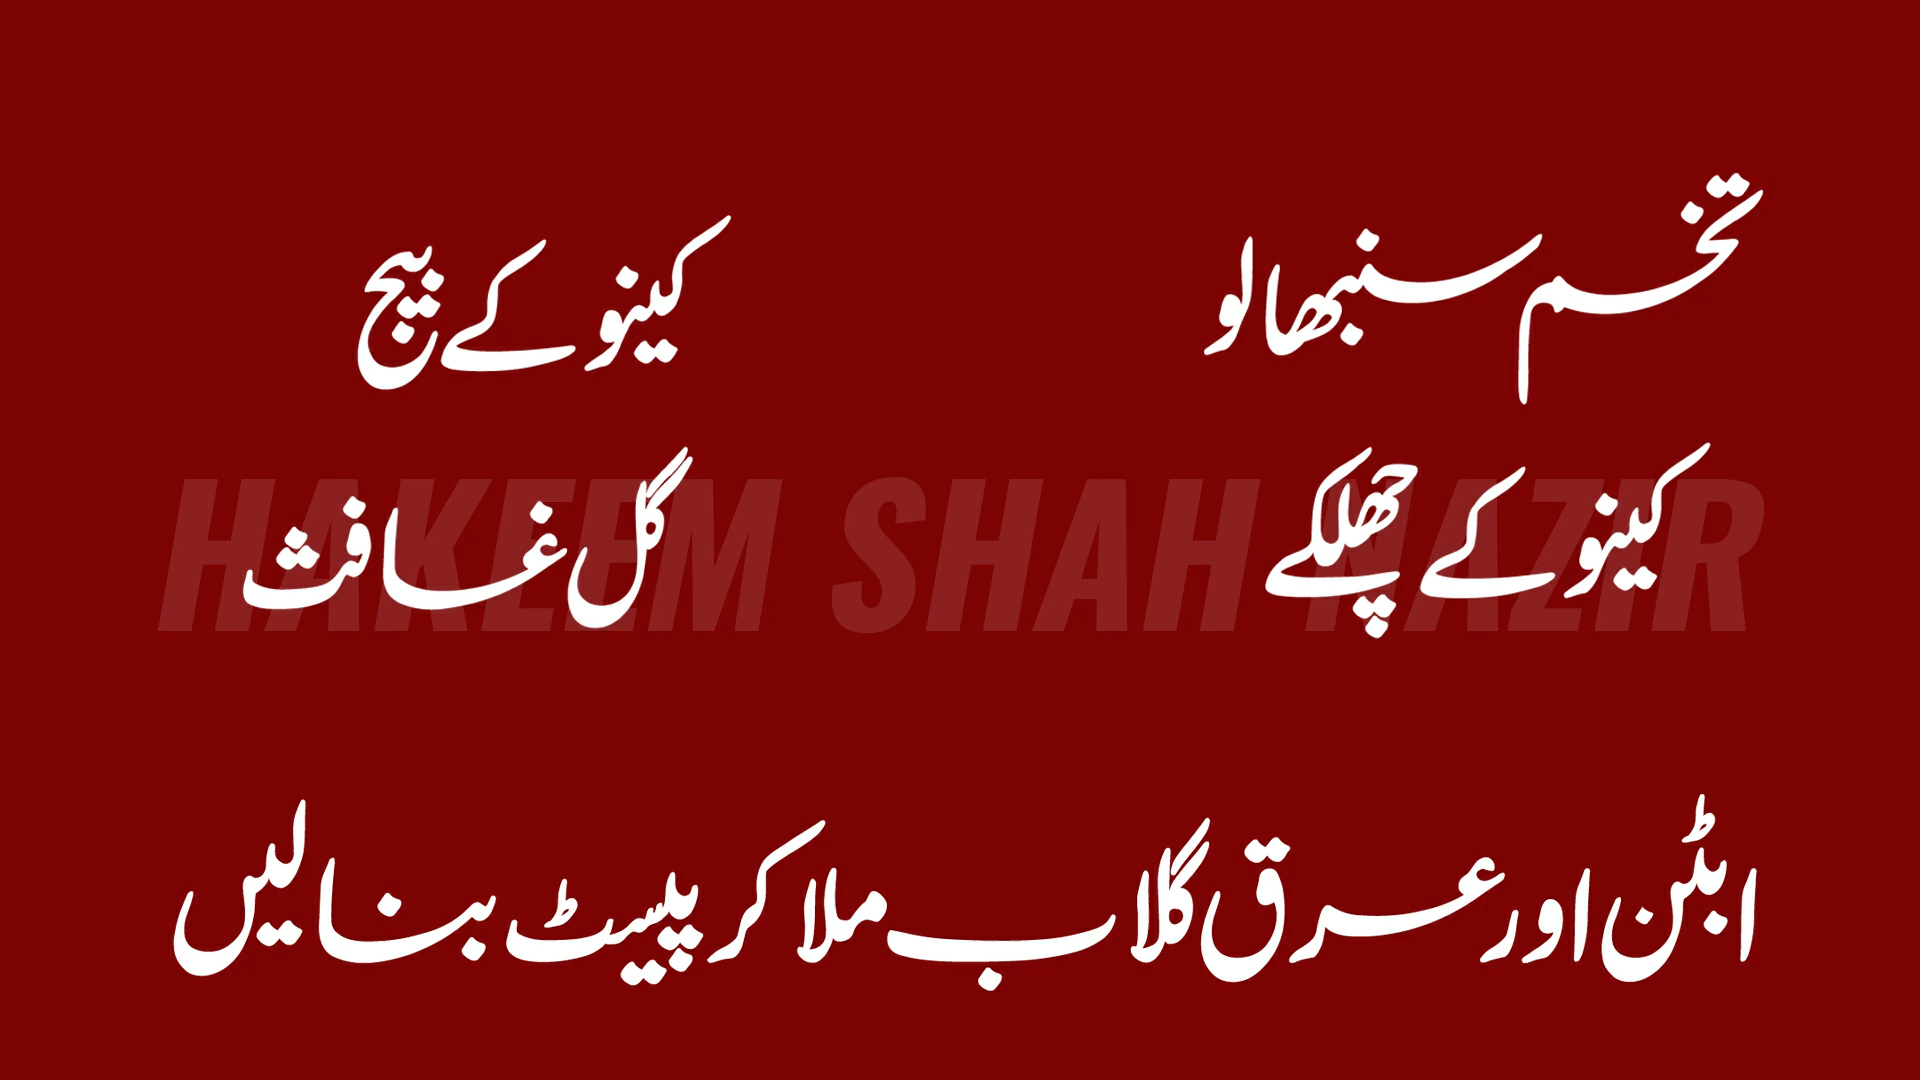 تخم سنبھالو کینو کے بیج
کینو کے چھلکے گل غافث
HAKEEM SHAH NAZIR
ابٹن اور عرق گلاب ملا کر پیسٹ بنا لیں